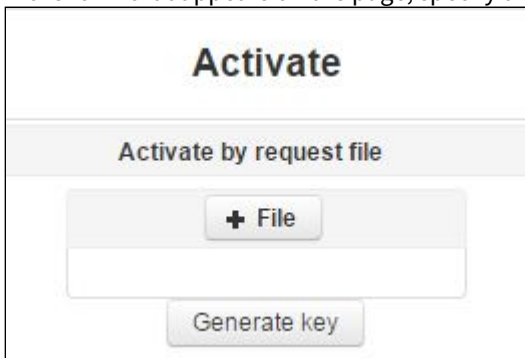 Activate
Activate by request file
+ File
Generate key